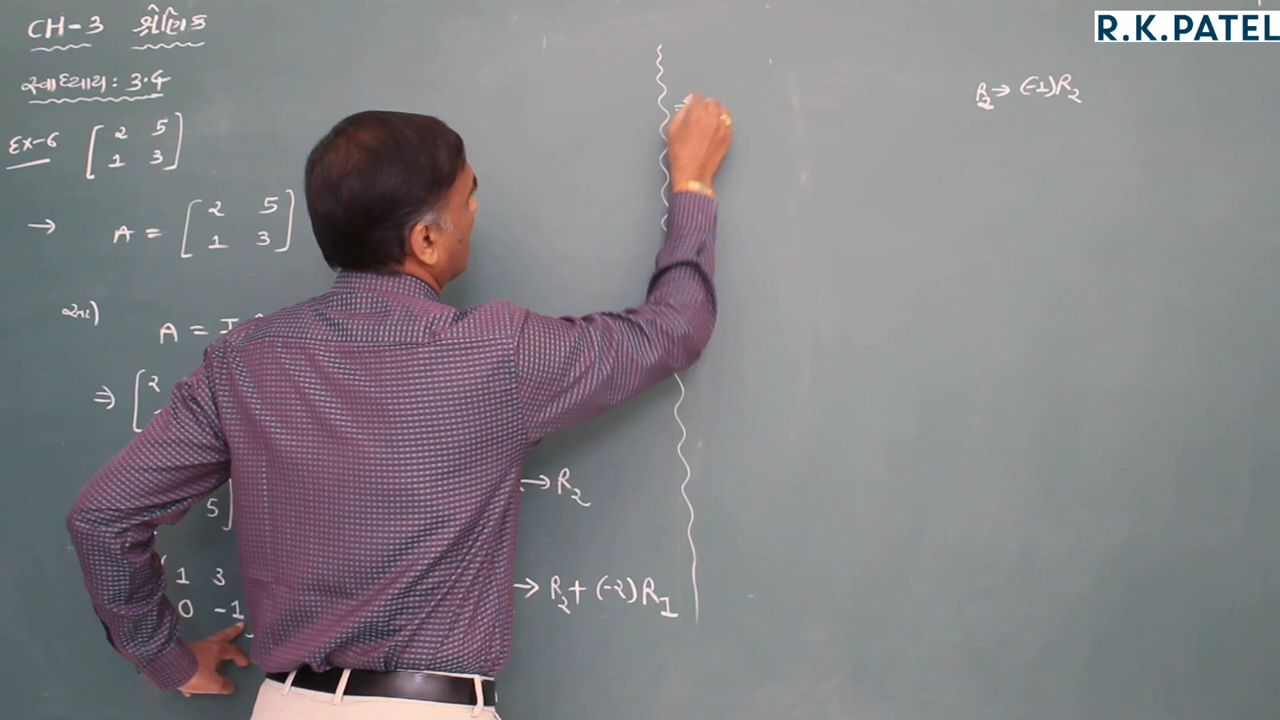 CH-3 શ્રેણિક
સ્વાધ્યાય: 3.4
Ex-6 [2 5
1 3]
→ A = [2 5
1 3]
A = I
⇒ [2
5]
→ R₂
1 3
0 -1
→ R₂ + (-2)R₁
R.K.PATEL
R₂ → (-1)R₂